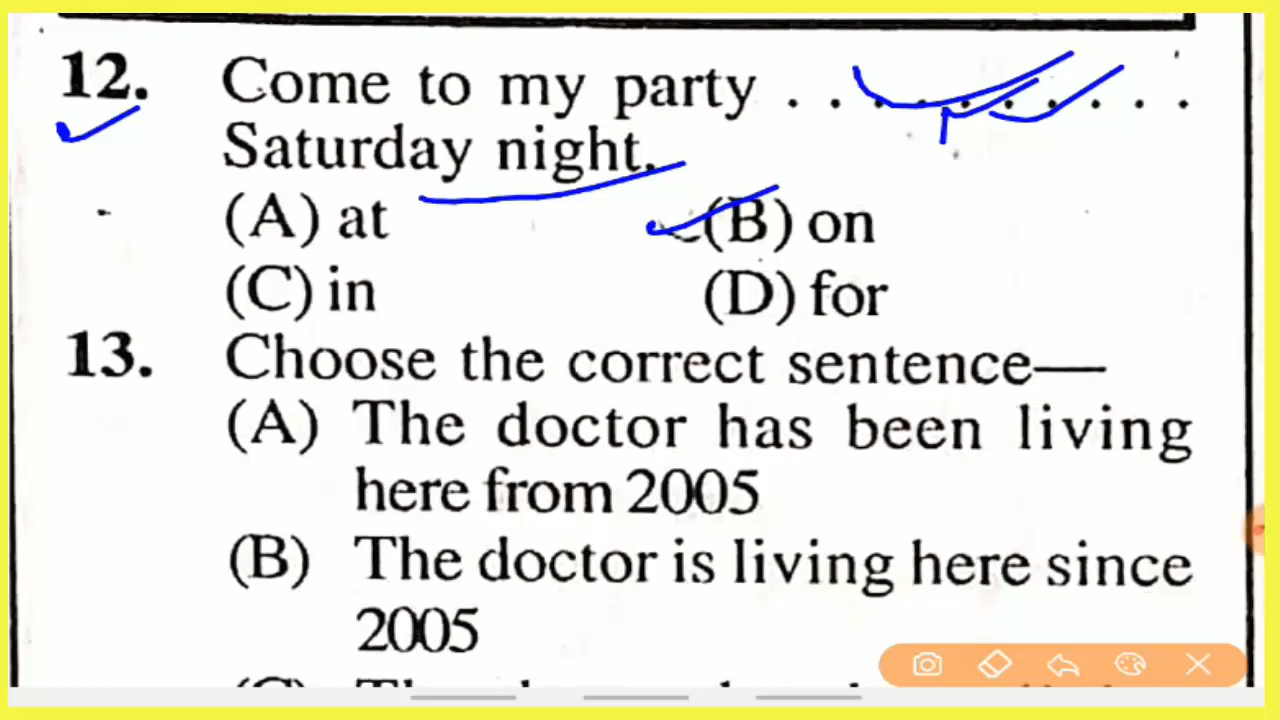 12. Come to my party . . . . . . . . . .
Saturday night.
(A) at (B) on
(C) in (D) for
13. Choose the correct sentence—
(A) The doctor has been living
here from 2005
(B) The doctor is living here since
2005